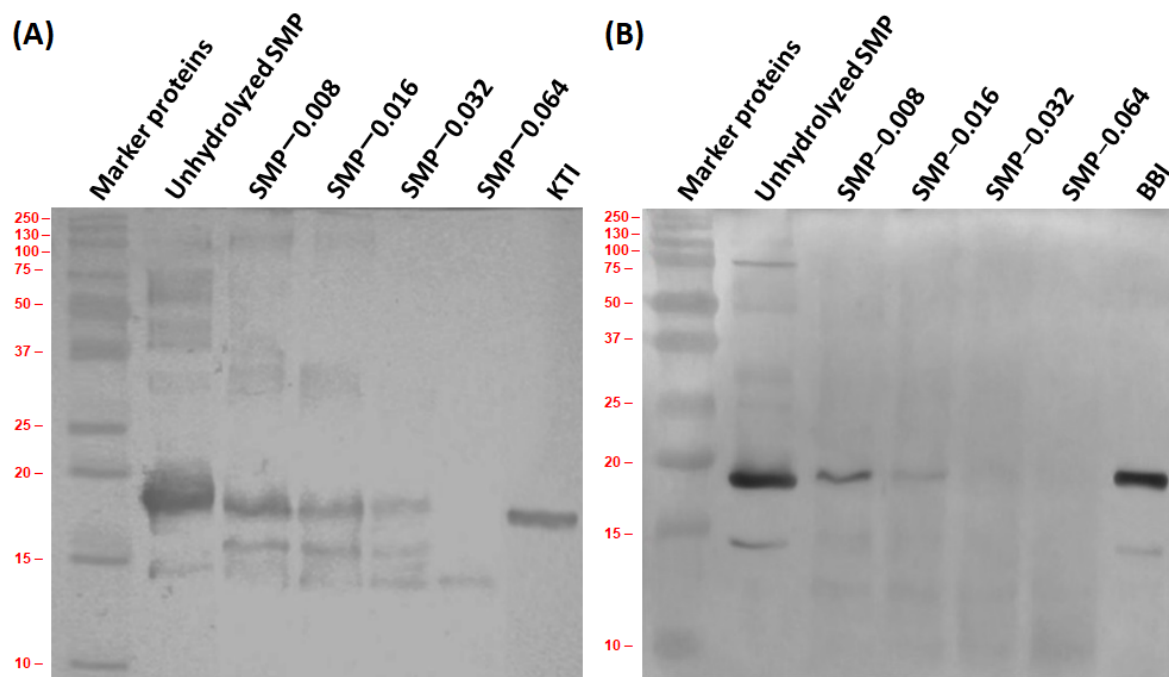 (A)
Marker proteins
Unhydrolyzed SMP
SMP−0.008
SMP−0.016
SMP−0.032
SMP−0.064
KTI
250 –
130 –
100 –
75 –
50 –
37 –
25 –
20 –
15 –
10 –
(B)
Marker proteins
Unhydrolyzed SMP
SMP−0.008
SMP−0.016
SMP−0.032
SMP−0.064
BBI
250 –
130 –
100 –
75 –
50 –
37 –
25 –
20 –
15 –
10 –